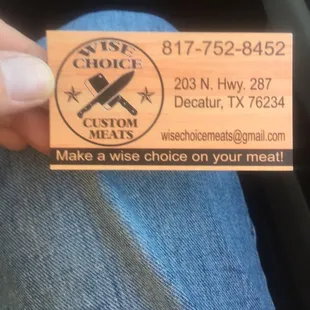 WISE
CHOICE
CUSTOM
MEATS
817-752-8452
203 N. Hwy. 287
Decatur, TX 76234
wisechoicemeats@gmail.com
Make a wise choice on your meat!